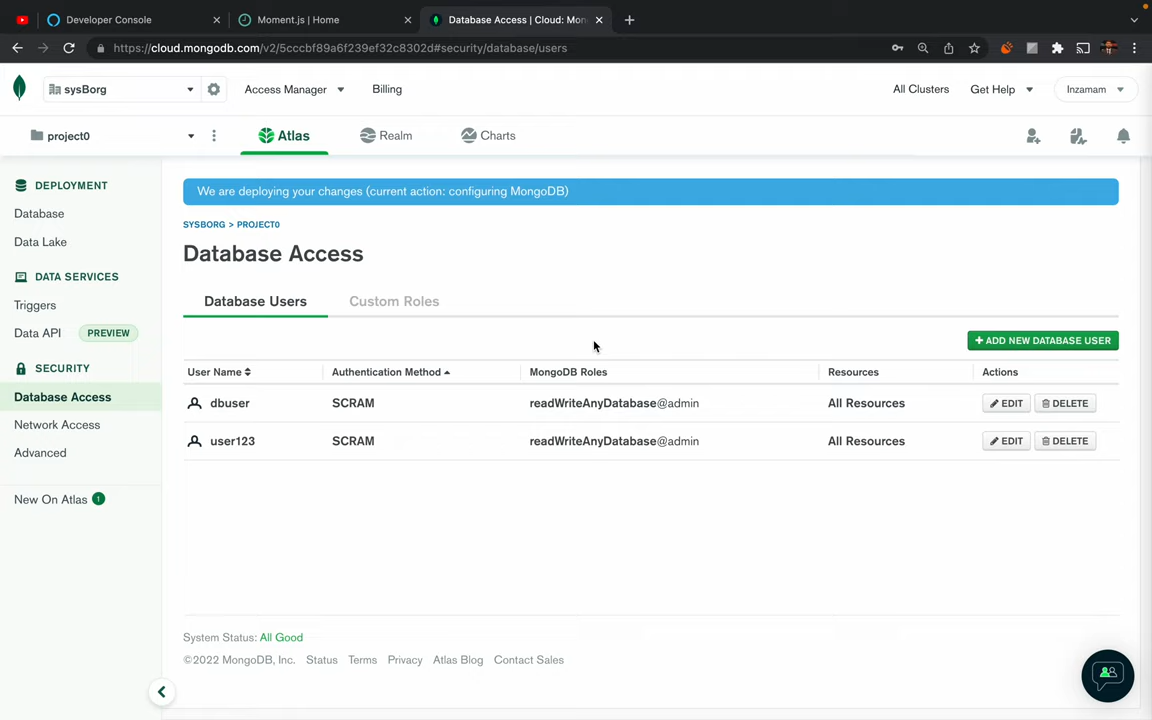 Developer Console
Moment.js | Home
Database Access | Cloud: Mon
https://cloud.mongodb.com/v2/5cccbf89a6f239ef32c8302d#security/database/users
sysBorg
Access Manager
Billing
All Clusters
Get Help
Inzamam
project0
Atlas
Realm
Charts
DEPLOYMENT
Database
Data Lake
DATA SERVICES
Triggers
Data API PREVIEW
SECURITY
Database Access
Network Access
Advanced
New On Atlas 1
We are deploying your changes (current action: configuring MongoDB)
SYSBORG > PROJECT0
Database Access
Database Users
Custom Roles
+ ADD NEW DATABASE USER
User Name Authentication Method MongoDB Roles Resources Actions
dbuser SCRAM readWriteAnyDatabase@admin All Resources EDIT DELETE
user123 SCRAM readWriteAnyDatabase@admin All Resources EDIT DELETE
System Status: All Good
©2022 MongoDB, Inc. Status Terms Privacy Atlas Blog Contact Sales